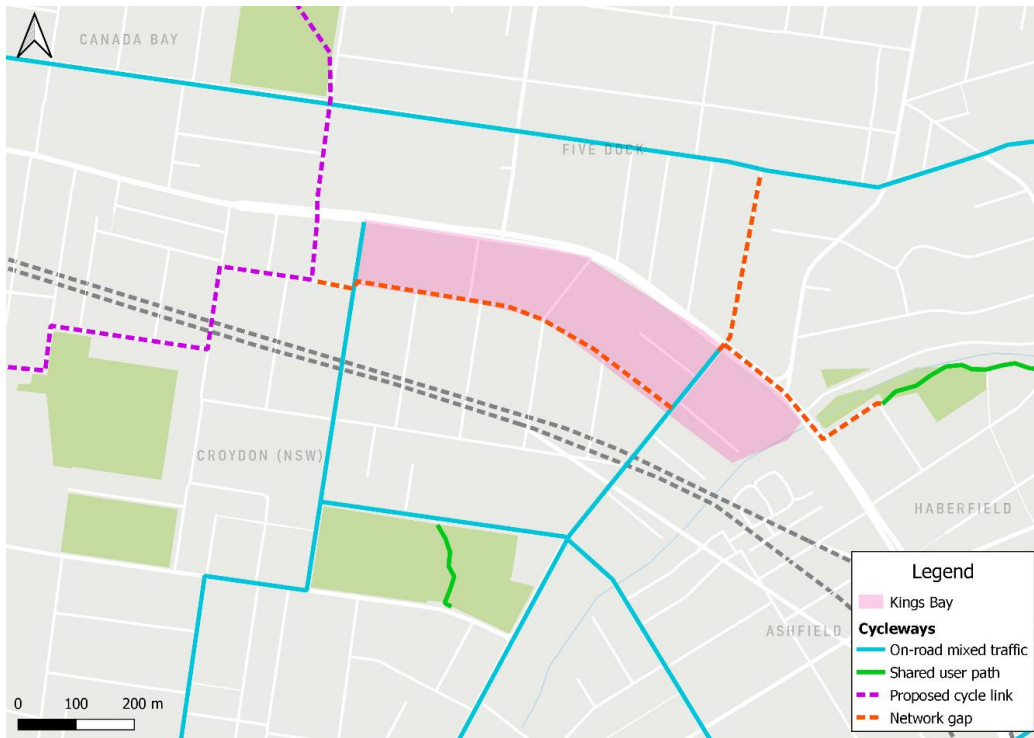 CANADA BAY
FIVE DOCK
CROYDON (NSW)
HABERFIELD
ASHFIELD
Legend
Kings Bay
Cycleways
On-road mixed traffic
Shared user path
Proposed cycle link
Network gap
0 100 200 m